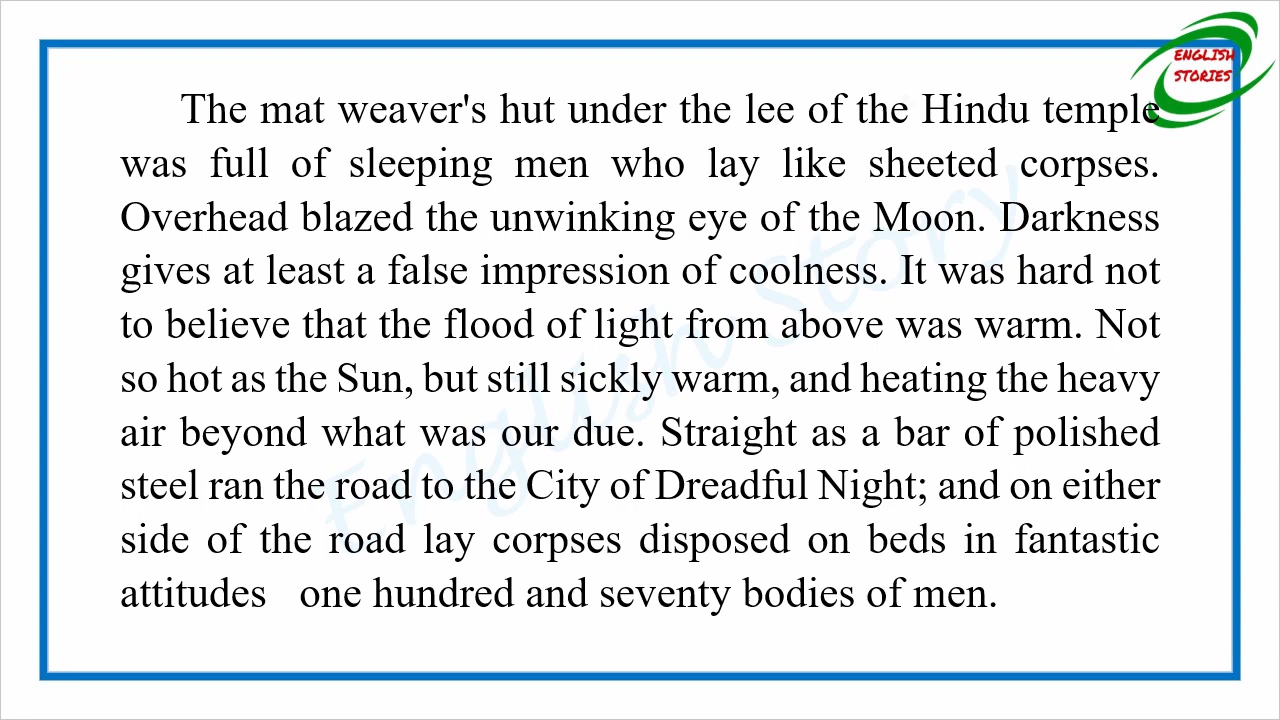 ENGLISH
STORIES
The mat weaver's hut under the lee of the Hindu temple
was full of sleeping men who lay like sheeted corpses.
Overhead blazed the unwinking eye of the Moon. Darkness
gives at least a false impression of coolness. It was hard not
to believe that the flood of light from above was warm. Not
so hot as the Sun, but still sickly warm, and heating the heavy
air beyond what was our due. Straight as a bar of polished
steel ran the road to the City of Dreadful Night; and on either
side of the road lay corpses disposed on beds in fantastic
attitudes one hundred and seventy bodies of men.
English Story